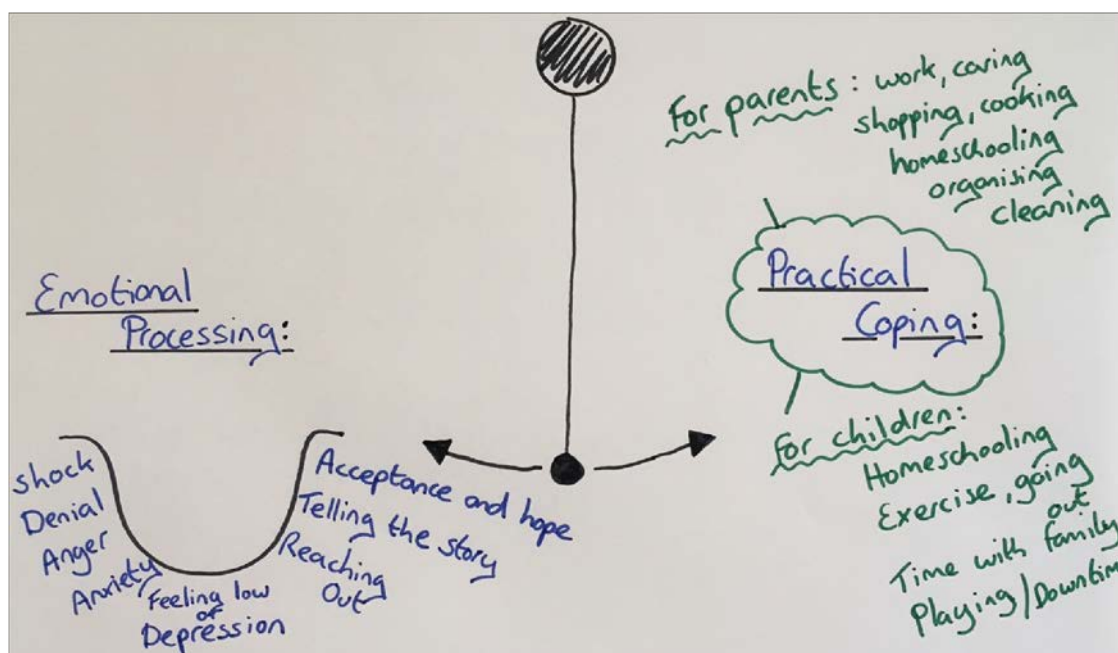 Emotional
Processing:
shock
Denial
Anger
Anxiety
Feeling low
or
Depression
Acceptance and hope
Telling the story
Reaching
Out
For parents: work, caring
shopping, cooking
homeschooling
organising
cleaning
Practical
Coping:
For children:
Homeschooling
Exercise, going
out
Time with family
Playing/Downtim